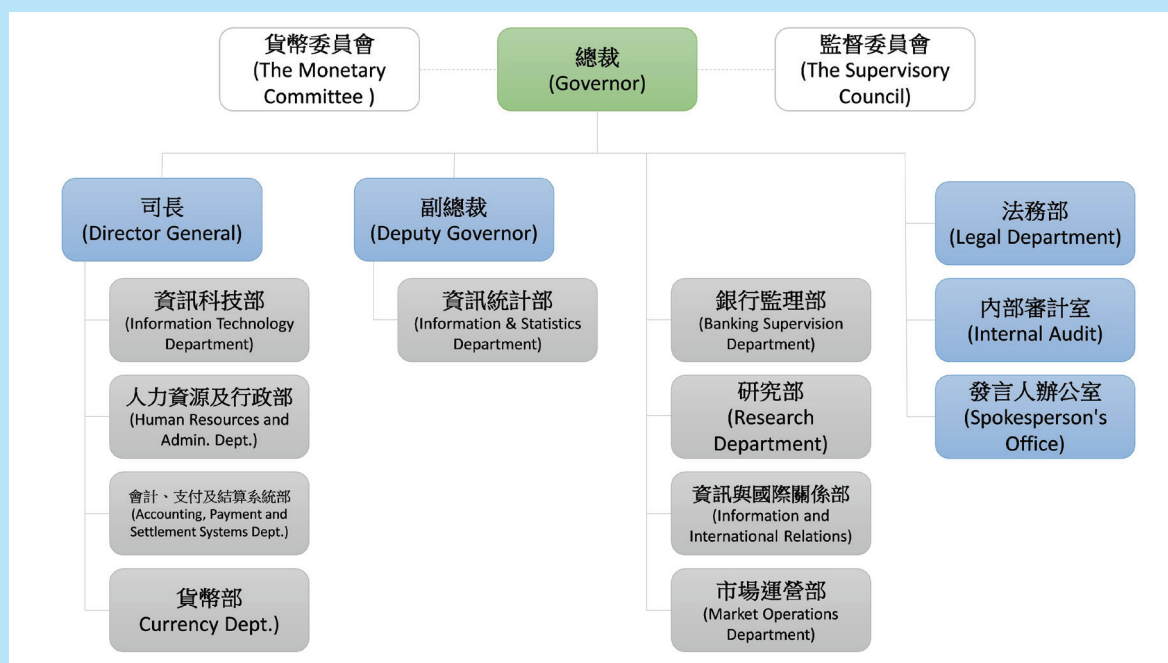 貨幣委員會
(The Monetary
Committee )
總裁
(Governor)
監督委員會
(The Supervisory
Council)
司長
(Director General)
資訊科技部
(Information Technology
Department)
人力資源及行政部
(Human Resources and
Admin. Dept.)
會計、支付及結算系統部
(Accounting, Payment and
Settlement Systems Dept.)
貨幣部
Currency Dept.)
副總裁
(Deputy Governor)
資訊統計部
(Information & Statistics
Department)
銀行監理部
(Banking Supervision
Department)
研究部
(Research
Department)
資訊與國際關係部
(Information and
International Relations)
市場運營部
(Market Operations
Department)
法務部
(Legal Department)
內部審計室
(Internal Audit)
發言人辦公室
(Spokesperson's
Office)